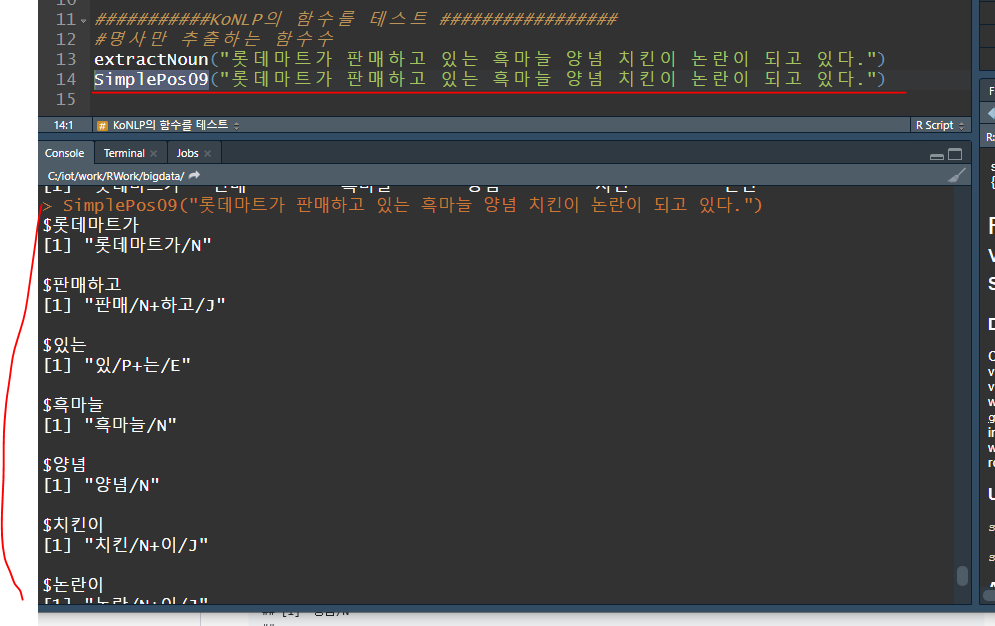 11 ###########KoNLP의 함수를 테스트 #################
12 #명사만 추출하는 함수수
13 extractNoun("롯데마트가 판매하고 있는 흑마늘 양념 치킨이 논란이 되고 있다.")
14 SimplePos09("롯데마트가 판매하고 있는 흑마늘 양념 치킨이 논란이 되고 있다.")
15
14:1 # KoNLP의 함수를 테스트 R Script
Console Terminal Jobs
C:/iot/work/RWork/bigdata/
> SimplePos09("롯데마트가 판매하고 있는 흑마늘 양념 치킨이 논란이 되고 있다.")
$롯데마트가
[1] "롯데마트가/N"
$판매하고
[1] "판매/N+하고/J"
$있는
[1] "있/P+는/E"
$흑마늘
[1] "흑마늘/N"
$양념
[1] "양념/N"
$치킨이
[1] "치킨/N+이/J"
$논란이
[1] "논란/N+이/J"